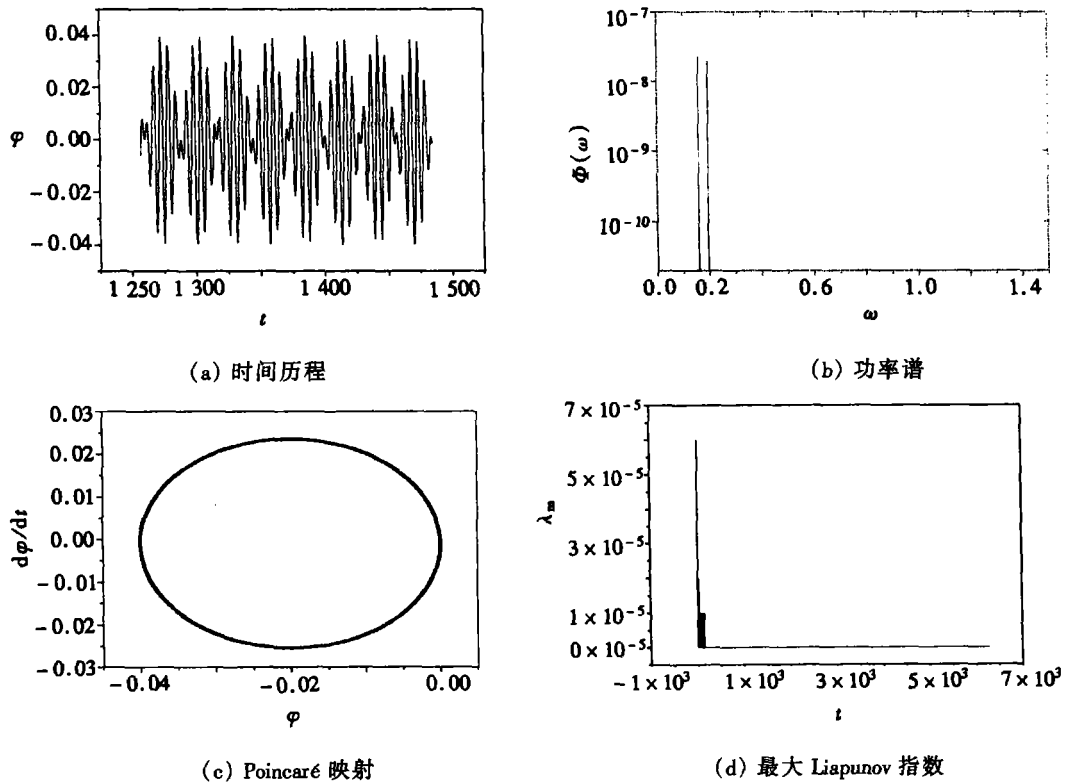 0.04
0.02
φ 0.00
−0.02
−0.04
1 250 1 300 1 400 1 500
t
(a) 时间历程
10⁻⁷
10⁻⁸
Φ(ω) 10⁻⁹
10⁻¹⁰
0.0 0.2 0.6 1.0 1.4
ω
(b) 功率谱
0.03
0.02
0.01
dφ/dt 0.00
−0.01
−0.02
−0.03
−0.04 −0.02 0.00
φ
(c) Poincaré 映射
7 × 10⁻⁵
5 × 10⁻⁵
λm
3 × 10⁻⁵
1 × 10⁻⁵
0 × 10⁻⁵
−1 × 10³ 1 × 10³ 3 × 10³ 5 × 10³ 7 × 10³
t
(d) 最大 Liapunov 指数